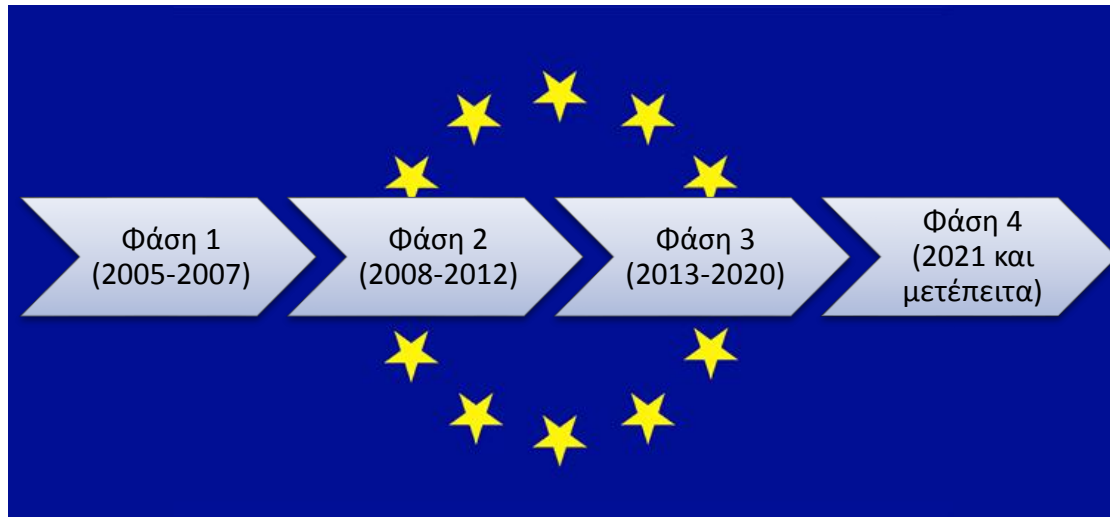 Φάση 1
(2005-2007)
Φάση 2
(2008-2012)
Φάση 3
(2013-2020)
Φάση 4
(2021 και
μετέπειτα)